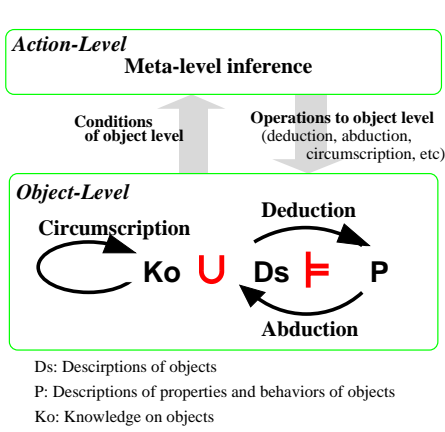 Action-Level
Meta-level inference
Conditions
of object level
Operations to object level
(deduction, abduction,
circumscription, etc)
Object-Level
Deduction
Circumscription
Ko ∪ Ds ⊨ P
Abduction
Ds: Descirptions of objects
P: Descriptions of properties and behaviors of objects
Ko: Knowledge on objects